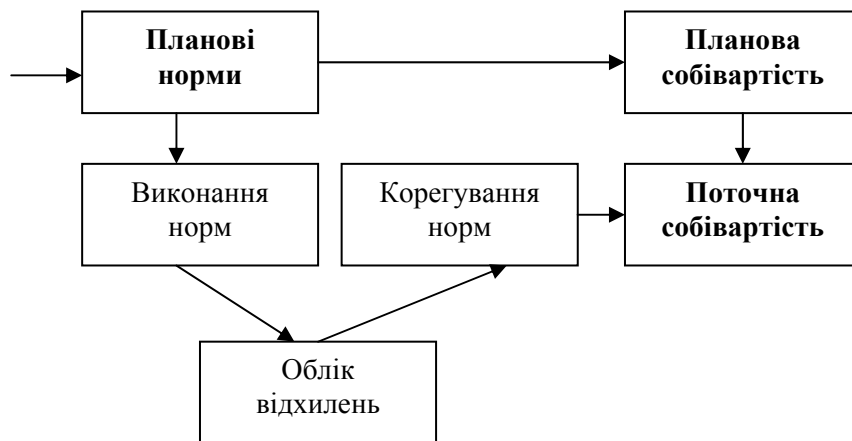 Планові
норми
Планова
собівартість
Виконання
норм
Корегування
норм
Поточна
собівартість
Облік
відхилень